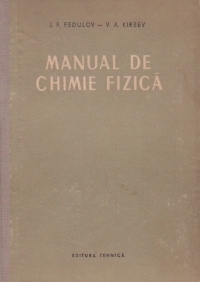 I. F. FEDULOV — V. A. KIREEV
MANUAL DE
CHIMIE FIZICĂ
EDITURA TEHNICĂ